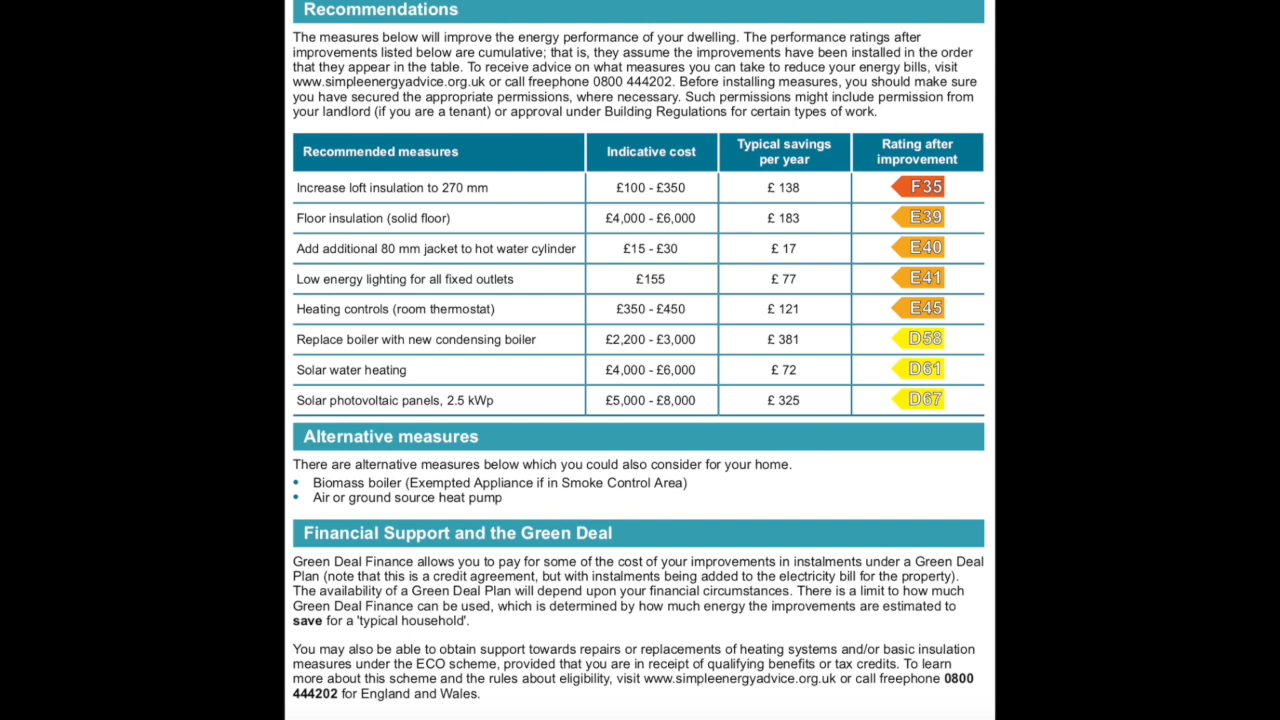 Recommendations
The measures below will improve the energy performance of your dwelling. The performance ratings after
improvements listed below are cumulative; that is, they assume the improvements have been installed in the order
that they appear in the table. To receive advice on what measures you can take to reduce your energy bills, visit
www.simpleenergyadvice.org.uk or call freephone 0800 444202. Before installing measures, you should make sure
you have secured the appropriate permissions, where necessary. Such permissions might include permission from
your landlord (if you are a tenant) or approval under Building Regulations for certain types of work.
Recommended measures Indicative cost Typical savings per year Rating after improvement
Increase loft insulation to 270 mm £100 - £350 £ 138 F35
Floor insulation (solid floor) £4,000 - £6,000 £ 183 E39
Add additional 80 mm jacket to hot water cylinder £15 - £30 £ 17 E40
Low energy lighting for all fixed outlets £155 £ 77 E41
Heating controls (room thermostat) £350 - £450 £ 121 E45
Replace boiler with new condensing boiler £2,200 - £3,000 £ 381 D58
Solar water heating £4,000 - £6,000 £ 72 D61
Solar photovoltaic panels, 2.5 kWp £5,000 - £8,000 £ 325 D67
Alternative measures
There are alternative measures below which you could also consider for your home.
• Biomass boiler (Exempted Appliance if in Smoke Control Area)
• Air or ground source heat pump
Financial Support and the Green Deal
Green Deal Finance allows you to pay for some of the cost of your improvements in instalments under a Green Deal
Plan (note that this is a credit agreement, but with instalments being added to the electricity bill for the property).
The availability of a Green Deal Plan will depend upon your financial circumstances. There is a limit to how much
Green Deal Finance can be used, which is determined by how much energy the improvements are estimated to
save for a 'typical household'.
You may also be able to obtain support towards repairs or replacements of heating systems and/or basic insulation
measures under the ECO scheme, provided that you are in receipt of qualifying benefits or tax credits. To learn
more about this scheme and the rules about eligibility, visit www.simpleenergyadvice.org.uk or call freephone 0800
444202 for England and Wales.